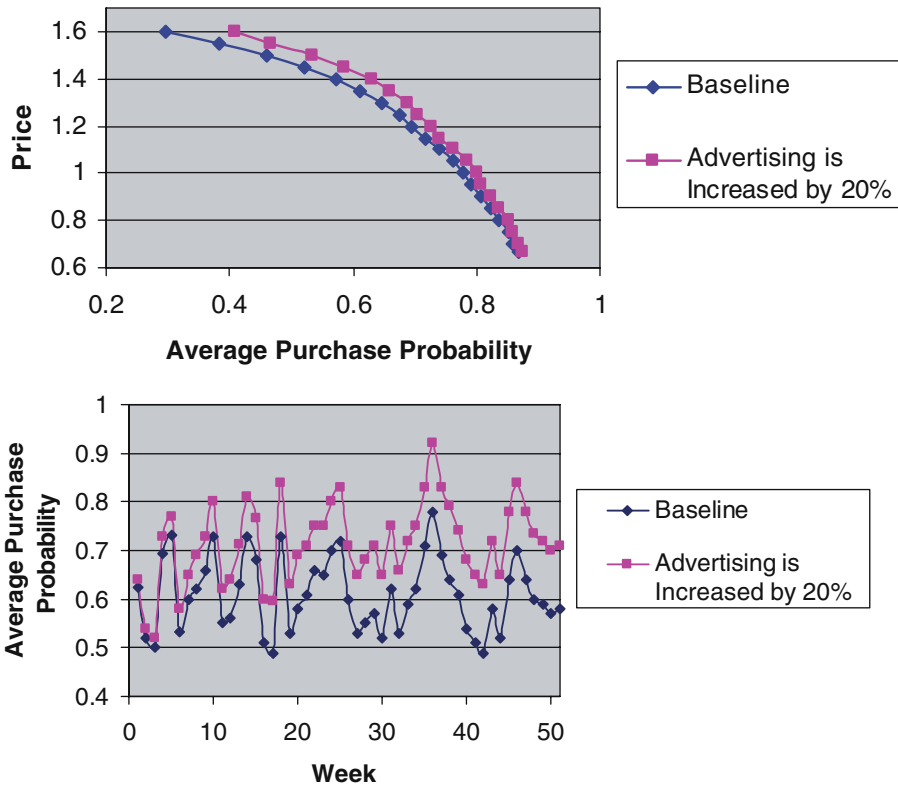 1.6
1.4
1.2
1
0.8
0.6
Price
0.2
0.4
0.6
0.8
1
Average Purchase Probability
Baseline
Advertising is
Increased by 20%
1
0.9
0.8
0.7
0.6
0.5
0.4
Average Purchase
Probability
0
10
20
30
40
50
Week
Baseline
Advertising is
Increased by 20%